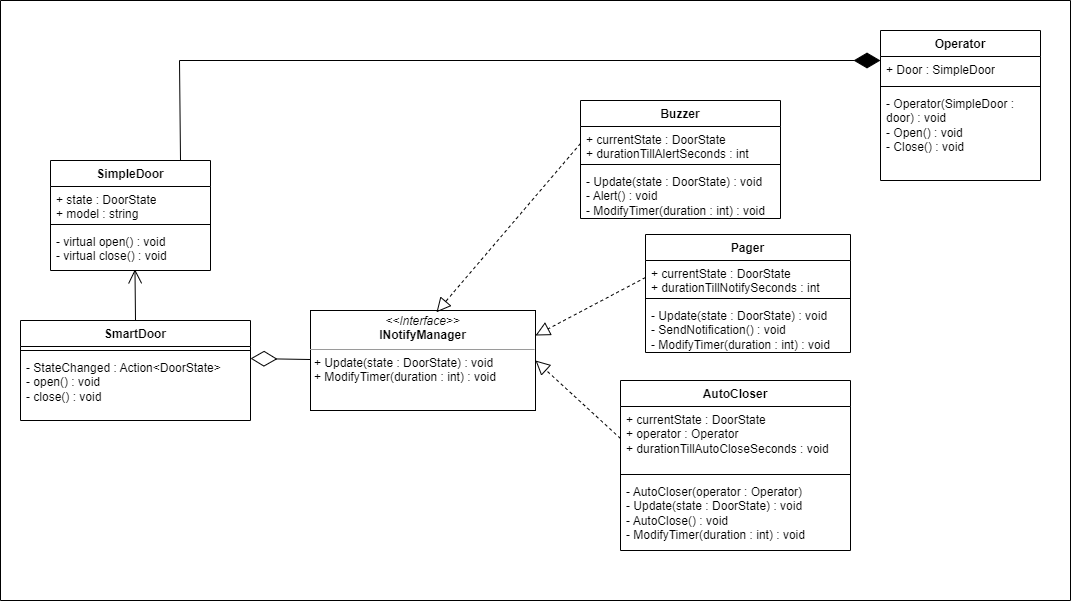 Operator
+ Door : SimpleDoor
- Operator(SimpleDoor :
door) : void
- Open() : void
- Close() : void
Buzzer
+ currentState : DoorState
+ durationTillAlertSeconds : int
- Update(state : DoorState) : void
- Alert() : void
- ModifyTimer(duration : int) : void
SimpleDoor
+ state : DoorState
+ model : string
- virtual open() : void
- virtual close() : void
Pager
+ currentState : DoorState
+ durationTillNotifySeconds : int
- Update(state : DoorState) : void
- SendNotification() : void
- ModifyTimer(duration : int) : void
SmartDoor
- StateChanged : Action<DoorState>
- open() : void
- close() : void
<<Interface>>
INotifyManager
+ Update(state : DoorState) : void
+ ModifyTimer(duration : int) : void
AutoCloser
+ currentState : DoorState
+ operator : Operator
+ durationTillAutoCloseSeconds : void
- AutoCloser(operator : Operator)
- Update(state : DoorState) : void
- AutoClose() : void
- ModifyTimer(duration : int) : void